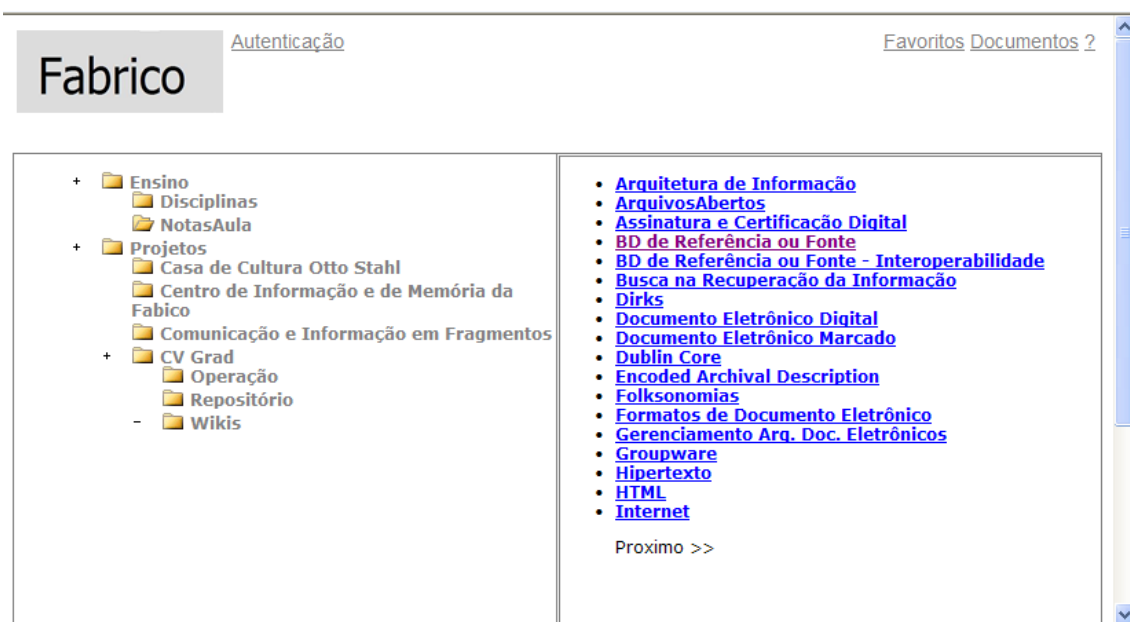 Autenticação
Favoritos Documentos ?
Fabrico
+ Ensino
Disciplinas
NotasAula
+ Projetos
Casa de Cultura Otto Stahl
Centro de Informação e de Memória da
Fabico
Comunicação e Informação em Fragmentos
+ CV Grad
Operação
Repositório
- Wikis
• Arquitetura de Informação
• ArquivosAbertos
• Assinatura e Certificação Digital
• BD de Referência ou Fonte
• BD de Referência ou Fonte - Interoperabilidade
• Busca na Recuperação da Informação
• Dirks
• Documento Eletrônico Digital
• Documento Eletrônico Marcado
• Dublin Core
• Encoded Archival Description
• Folksonomias
• Formatos de Documento Eletrônico
• Gerenciamento Arq. Doc. Eletrônicos
• Groupware
• Hipertexto
• HTML
• Internet
Proximo >>